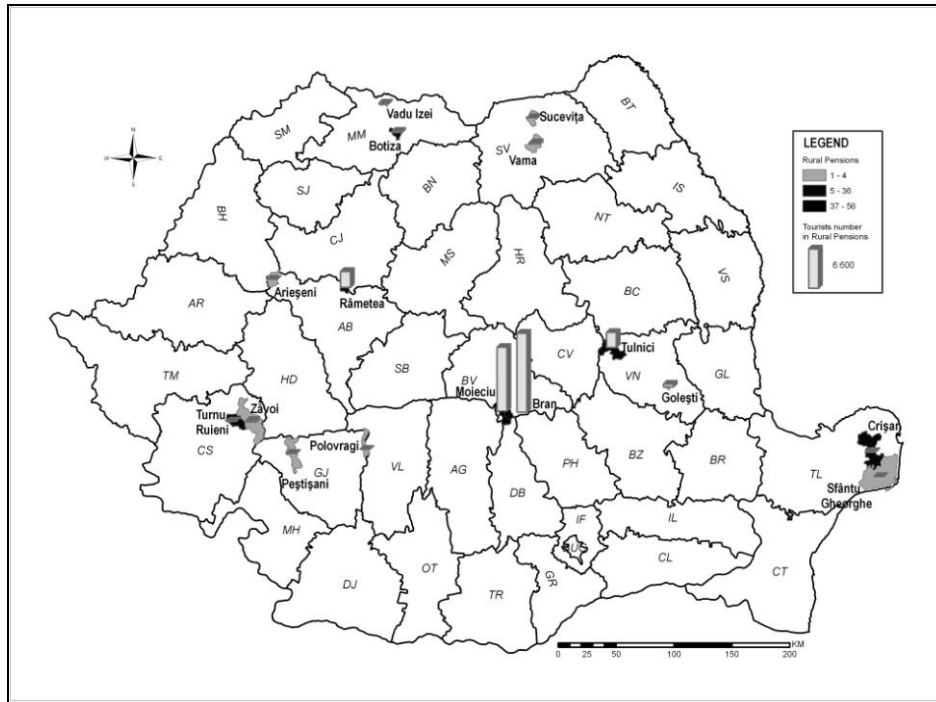 BT
SM
Vadu Izei
Sucevița
MM
Botiza
SV
Vama
N
W
E
S
LEGEND
Rural Pensions
1 - 4
5 - 36
37 - 56
Tourists number
in Rural Pensions
6.600
SJ
BN
IS
BH
NT
CJ
MS
HR
VS
BC
Arieșeni
Râmetea
AR
AB
Tulnici
CV
TM
HD
SB
BV
VN
GL
Moieciu
Bran
Golești
Turnu
Ruieni
Zăvoi
Crișan
CS
Polovragi
GJ
VL
AG
PH
BZ
BR
TL
Peștișani
Sfântu
Gheorghe
DB
MH
IF
IL
OT
CL
CT
DJ
TR
GR
KM
0
25
50
100
150
200